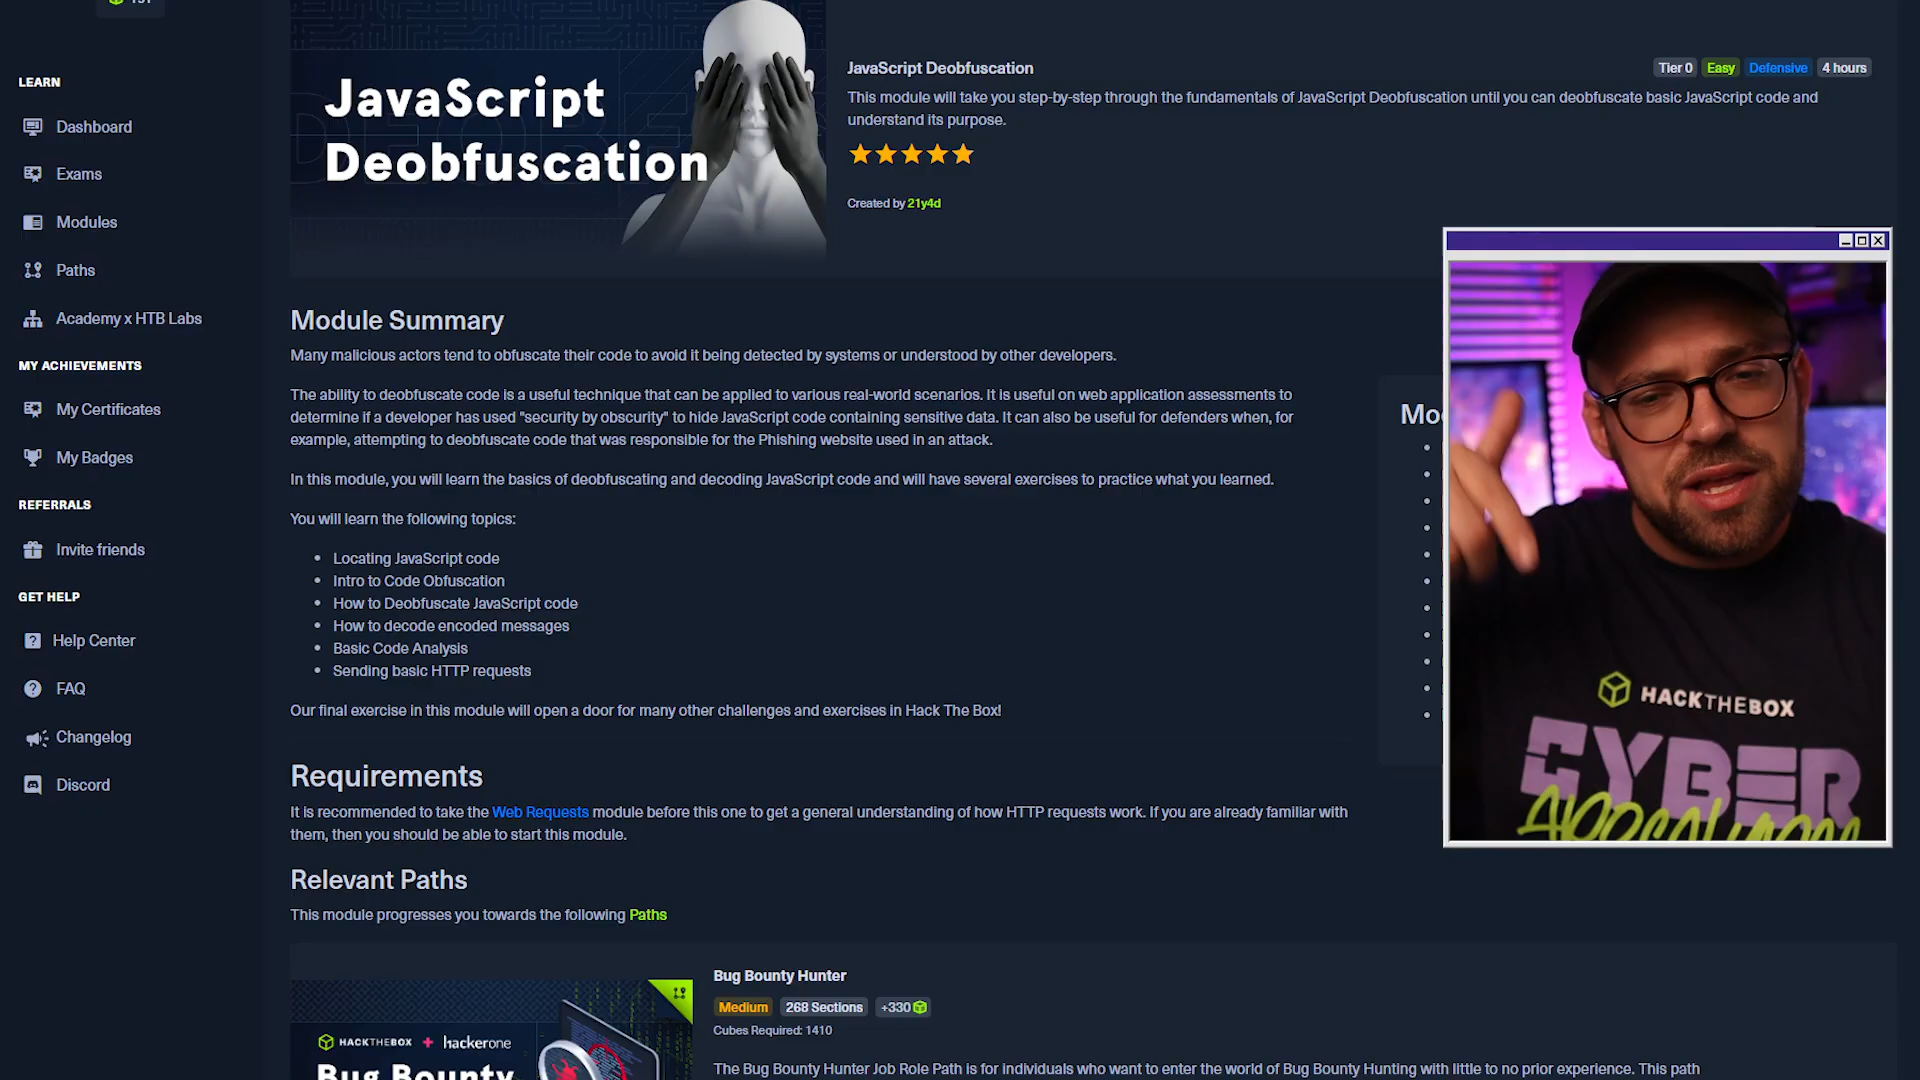 LEARN
Dashboard
Exams
Modules
Paths
Academy x HTB Labs
MY ACHIEVEMENTS
My Certificates
My Badges
REFERRALS
Invite friends
GET HELP
Help Center
FAQ
Changelog
Discord
JavaScript
Deobfuscation
JavaScript Deobfuscation
Tier 0 Easy Defensive 4 hours
This module will take you step-by-step through the fundamentals of JavaScript Deobfuscation until you can deobfuscate basic JavaScript code and
understand its purpose.
Created by 21y4d
Module Summary
Many malicious actors tend to obfuscate their code to avoid it being detected by systems or understood by other developers.
The ability to deobfuscate code is a useful technique that can be applied to various real-world scenarios. It is useful on web application assessments to
determine if a developer has used "security by obscurity" to hide JavaScript code containing sensitive data. It can also be useful for defenders when, for
example, attempting to deobfuscate code that was responsible for the Phishing website used in an attack.
In this module, you will learn the basics of deobfuscating and decoding JavaScript code and will have several exercises to practice what you learned.
You will learn the following topics:
• Locating JavaScript code
• Intro to Code Obfuscation
• How to Deobfuscate JavaScript code
• How to decode encoded messages
• Basic Code Analysis
• Sending basic HTTP requests
Our final exercise in this module will open a door for many other challenges and exercises in Hack The Box!
Requirements
It is recommended to take the Web Requests module before this one to get a general understanding of how HTTP requests work. If you are already familiar with
them, then you should be able to start this module.
Relevant Paths
This module progresses you towards the following Paths
HACKTHEBOX + hackerone
Bug Bounty
Bug Bounty Hunter
Medium 268 Sections +330
Cubes Required: 1410
The Bug Bounty Hunter Job Role Path is for individuals who want to enter the world of Bug Bounty Hunting with little to no prior experience. This path
HACKTHEBOX
CYBER
APOCALYPSE